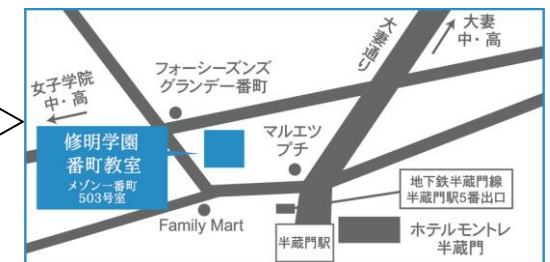 大妻
中・高
大妻通り
フォーシーズンズ
グランデ一番町
女子学院
中・高
修明学園
番町教室
メゾン一番町
503号室
マルエツ
プチ
地下鉄半蔵門線
半蔵門駅5番出口
Family Mart
半蔵門駅
ホテルモントレ
半蔵門